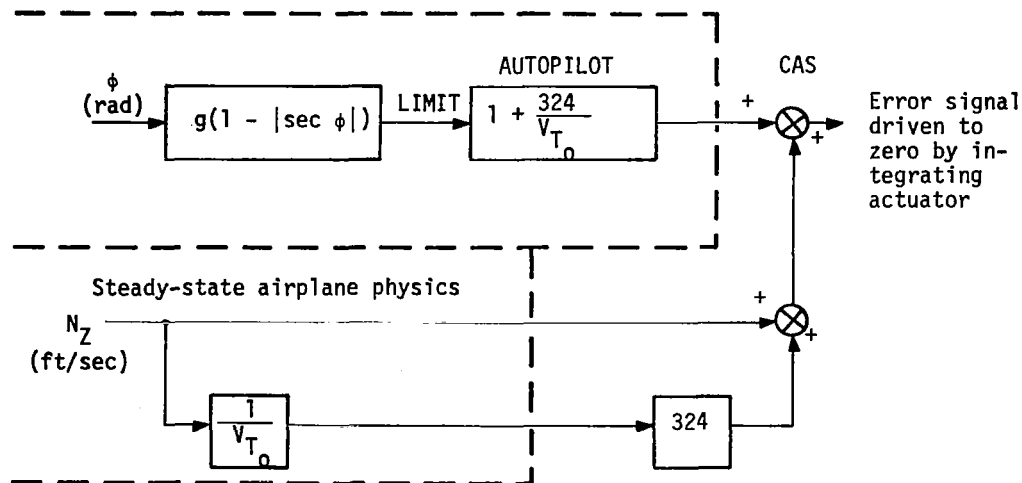 AUTOPILOT
CAS
φ
(rad)
g(1 - |sec φ|)
LIMIT
1 + 324/V_T_o
+
+
Error signal
driven to
zero by in-
tegrating
actuator
Steady-state airplane physics
N_Z
(ft/sec)
+
+
1/V_T_o
324